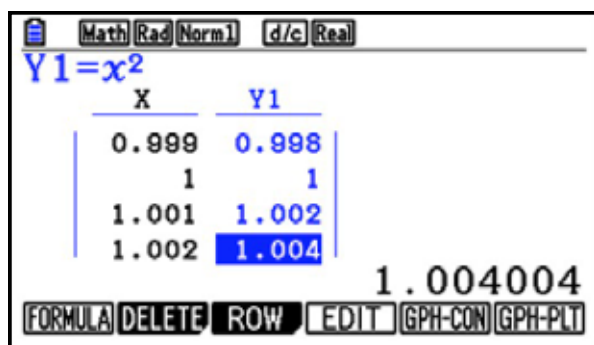 Math Rad Norm1 d/c Real
Y1=x²
X Y1
0.999 0.998
1 1
1.001 1.002
1.002 1.004
1.004004
FORMULA DELETE ROW EDIT GPH-CON GPH-PLT